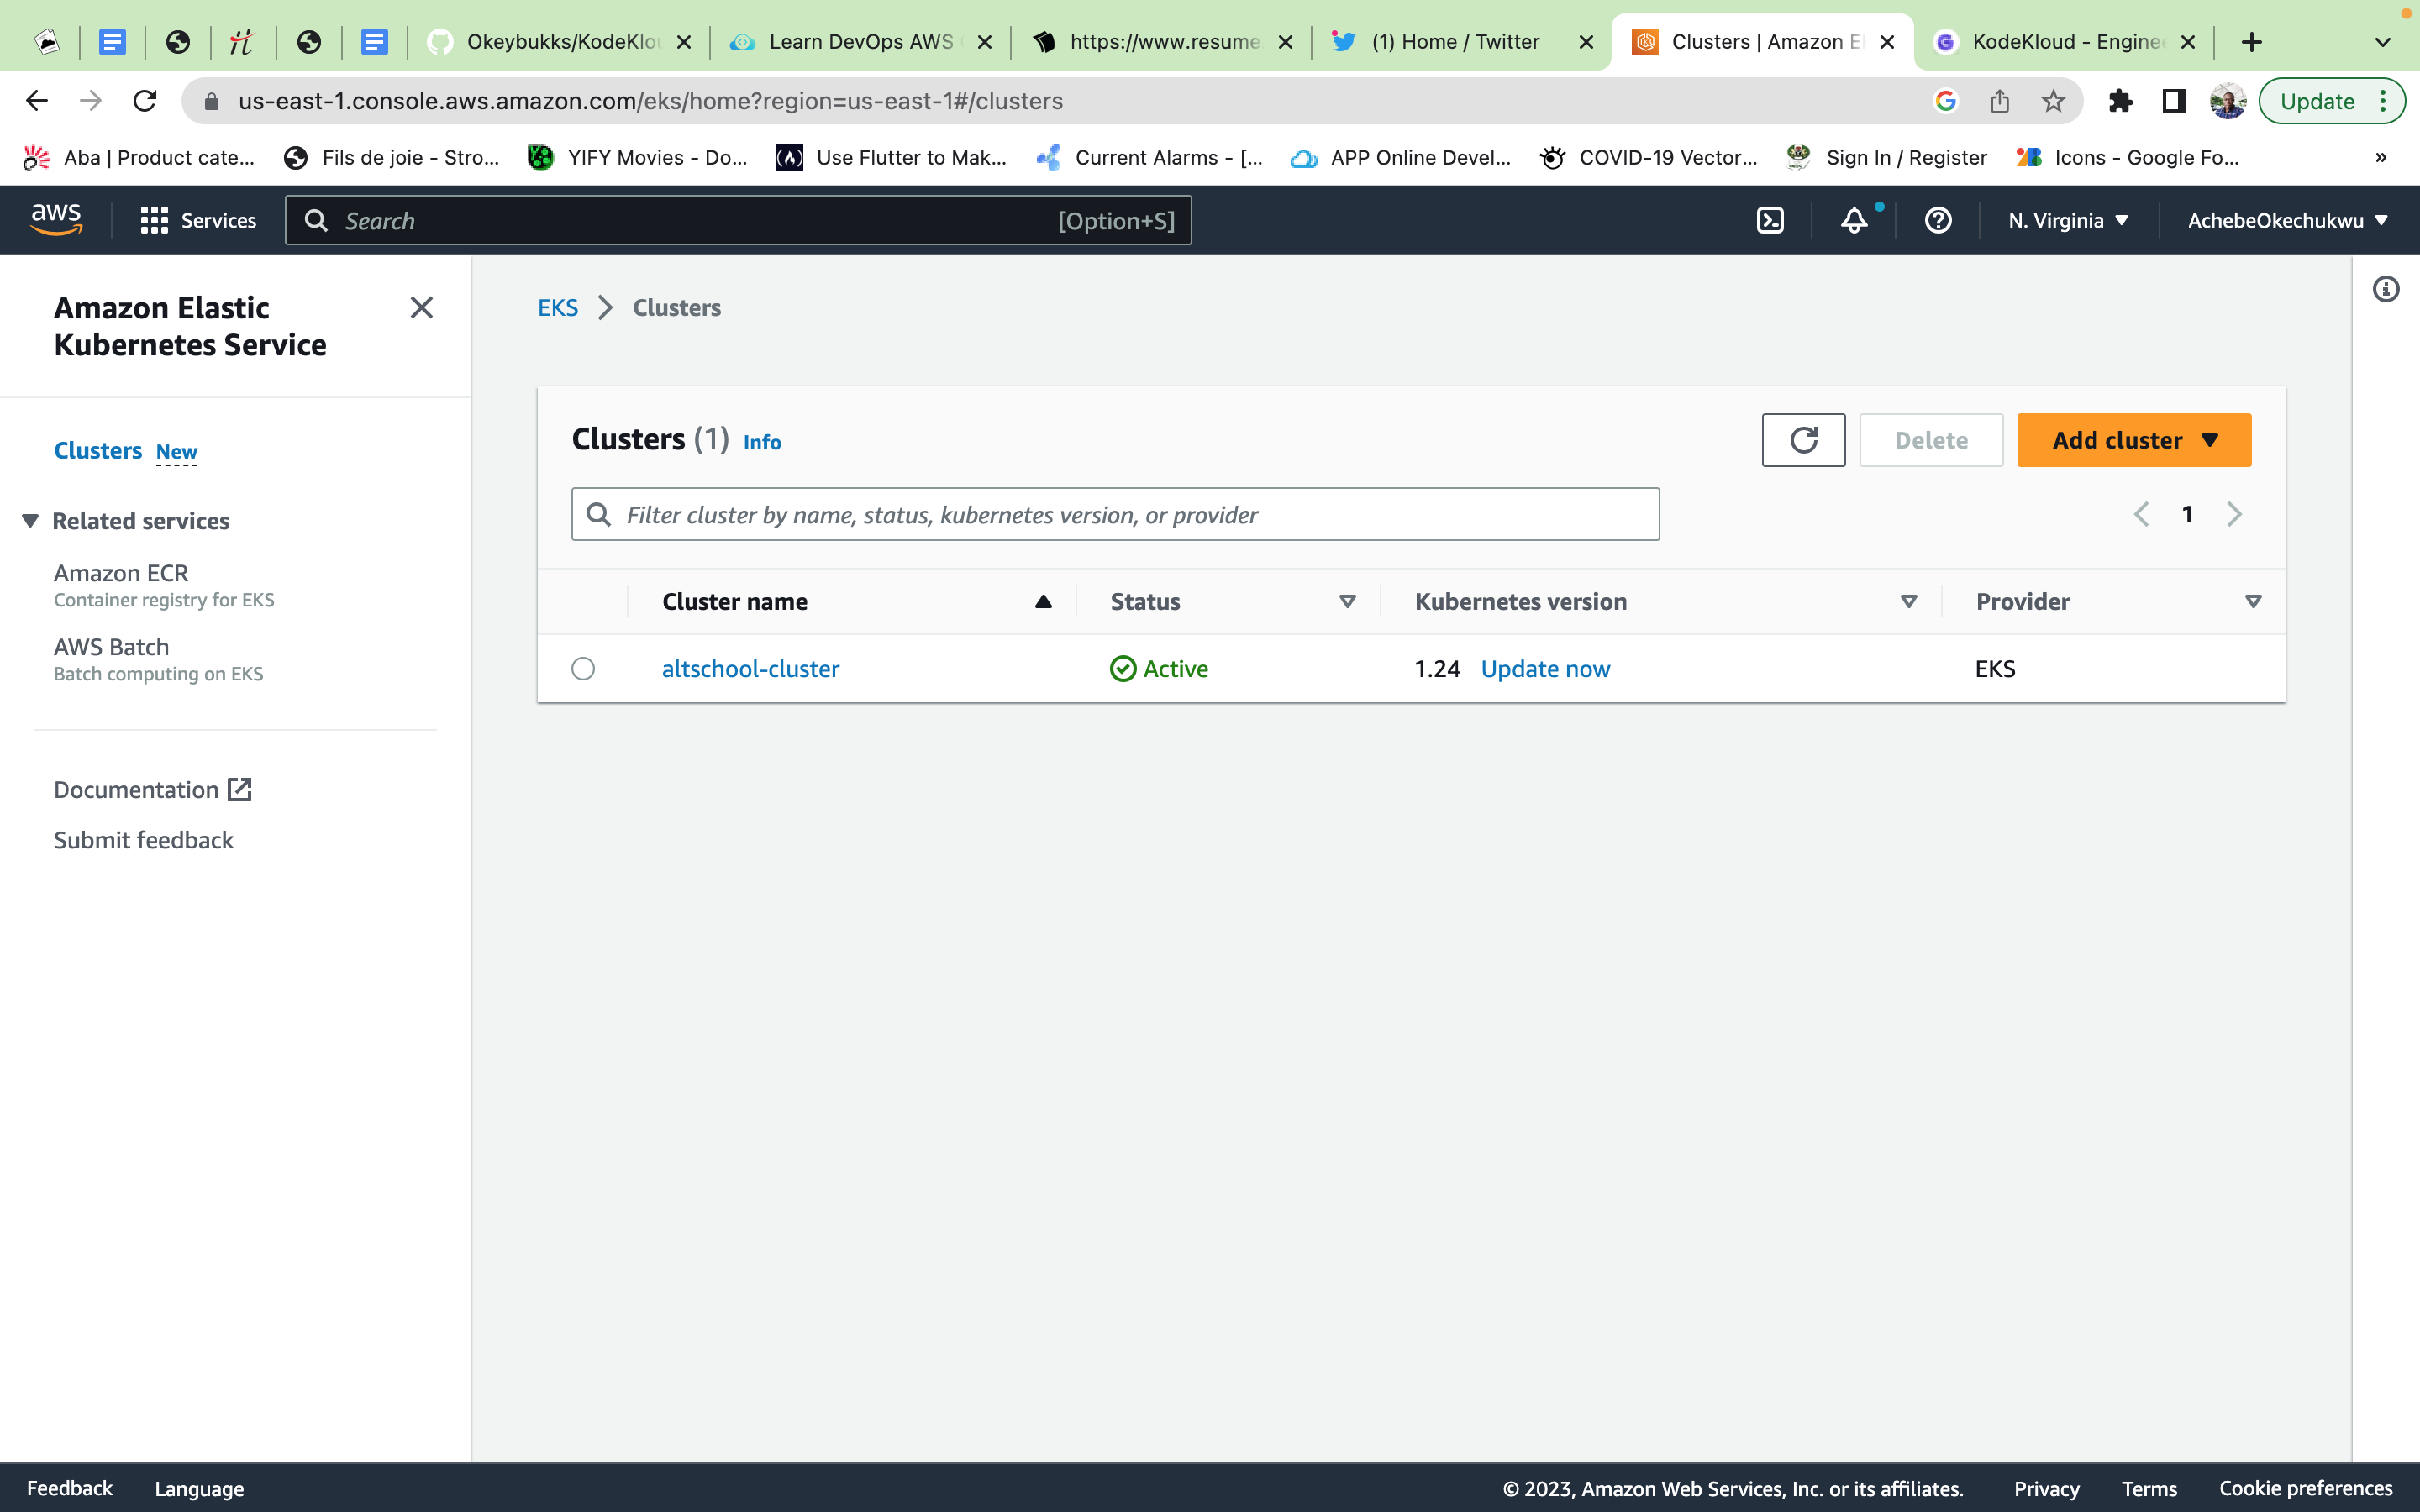 Okeybukks/KodeKlou
Learn DevOps AWS
https://www.resume
(1) Home / Twitter
Clusters | Amazon E
KodeKloud - Enginee
us-east-1.console.aws.amazon.com/eks/home?region=us-east-1#/clusters
Update
Aba | Product cate...
Fils de joie - Stro...
YIFY Movies - Do...
Use Flutter to Mak...
Current Alarms - [...
APP Online Devel...
COVID-19 Vector...
Sign In / Register
Icons - Google Fo...
»
aws
Services
Search
[Option+S]
N. Virginia
AchebeOkechukwu
Amazon Elastic
Kubernetes Service
Clusters New
Related services
Amazon ECR
Container registry for EKS
AWS Batch
Batch computing on EKS
Documentation
Submit feedback
EKS > Clusters
Clusters (1) Info
Delete
Add cluster
Filter cluster by name, status, kubernetes version, or provider
1
Cluster name Status Kubernetes version Provider
altschool-cluster Active 1.24 Update now EKS
Feedback Language
© 2023, Amazon Web Services, Inc. or its affiliates. Privacy Terms Cookie preferences